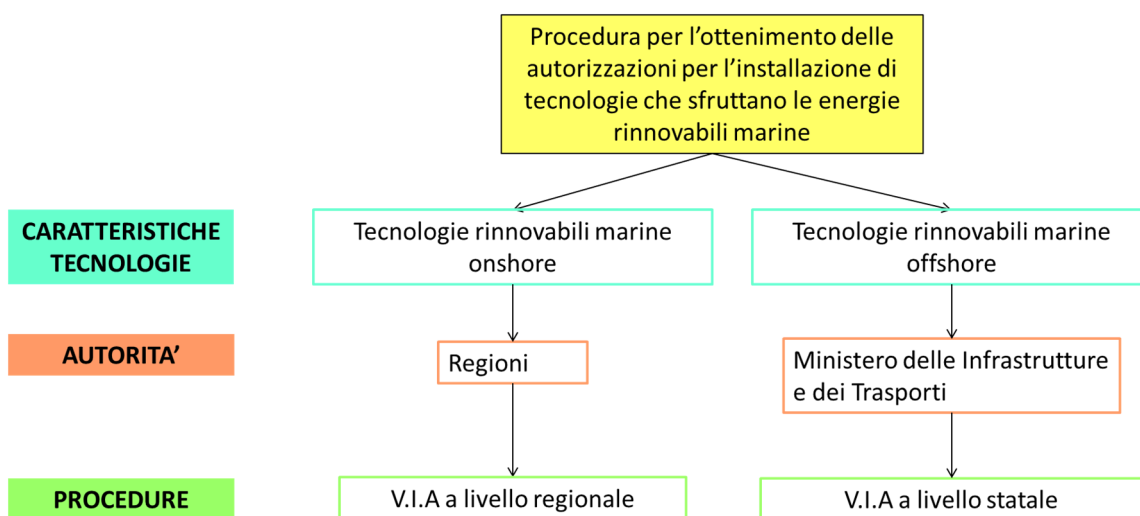 Procedura per l'ottenimento delle
autorizzazioni per l'installazione di
tecnologie che sfruttano le energie
rinnovabili marine
CARATTERISTICHE
TECNOLOGIE
Tecnologie rinnovabili marine
onshore
Tecnologie rinnovabili marine
offshore
AUTORITA'
Regioni
Ministero delle Infrastrutture
e dei Trasporti
PROCEDURE
V.I.A a livello regionale
V.I.A a livello statale